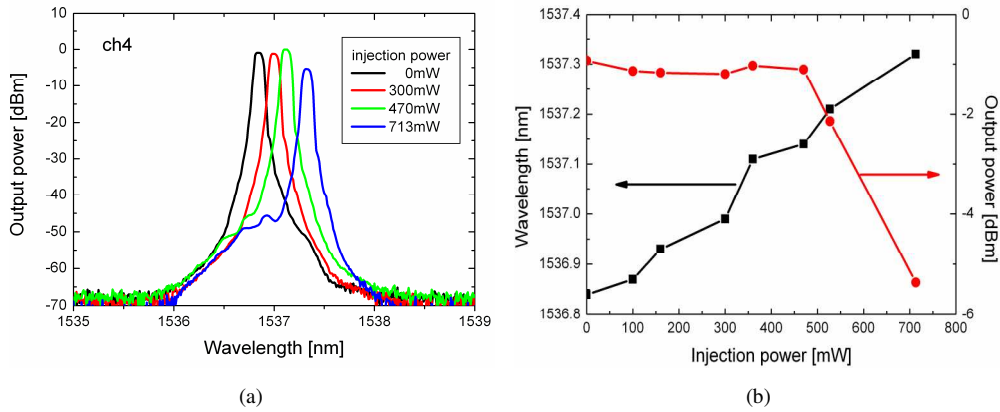 (a)
ch4
injection power
0mW
300mW
470mW
713mW
Output power [dBm]
10
0
-10
-20
-30
-40
-50
-60
-70
1535
1536
1537
1538
1539
Wavelength [nm]
(a)
(b)
1537.4
1537.3
1537.2
1537.1
1537.0
1536.9
1536.8
Wavelength [nm]
0
-2
-4
-6
Output power [dBm]
0
100
200
300
400
500
600
700
800
Injection power [mW]
(b)